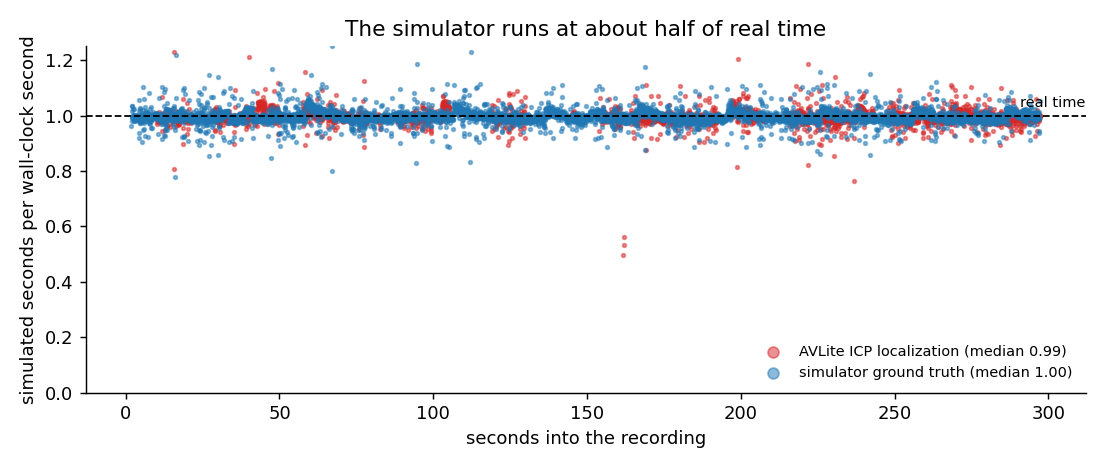 The simulator runs at about half of real time
simulated seconds per wall-clock second
1.2
1.0
0.8
0.6
0.4
0.2
0.0
real time
AVLite ICP localization (median 0.99)
simulator ground truth (median 1.00)
0 50 100 150 200 250 300
seconds into the recording